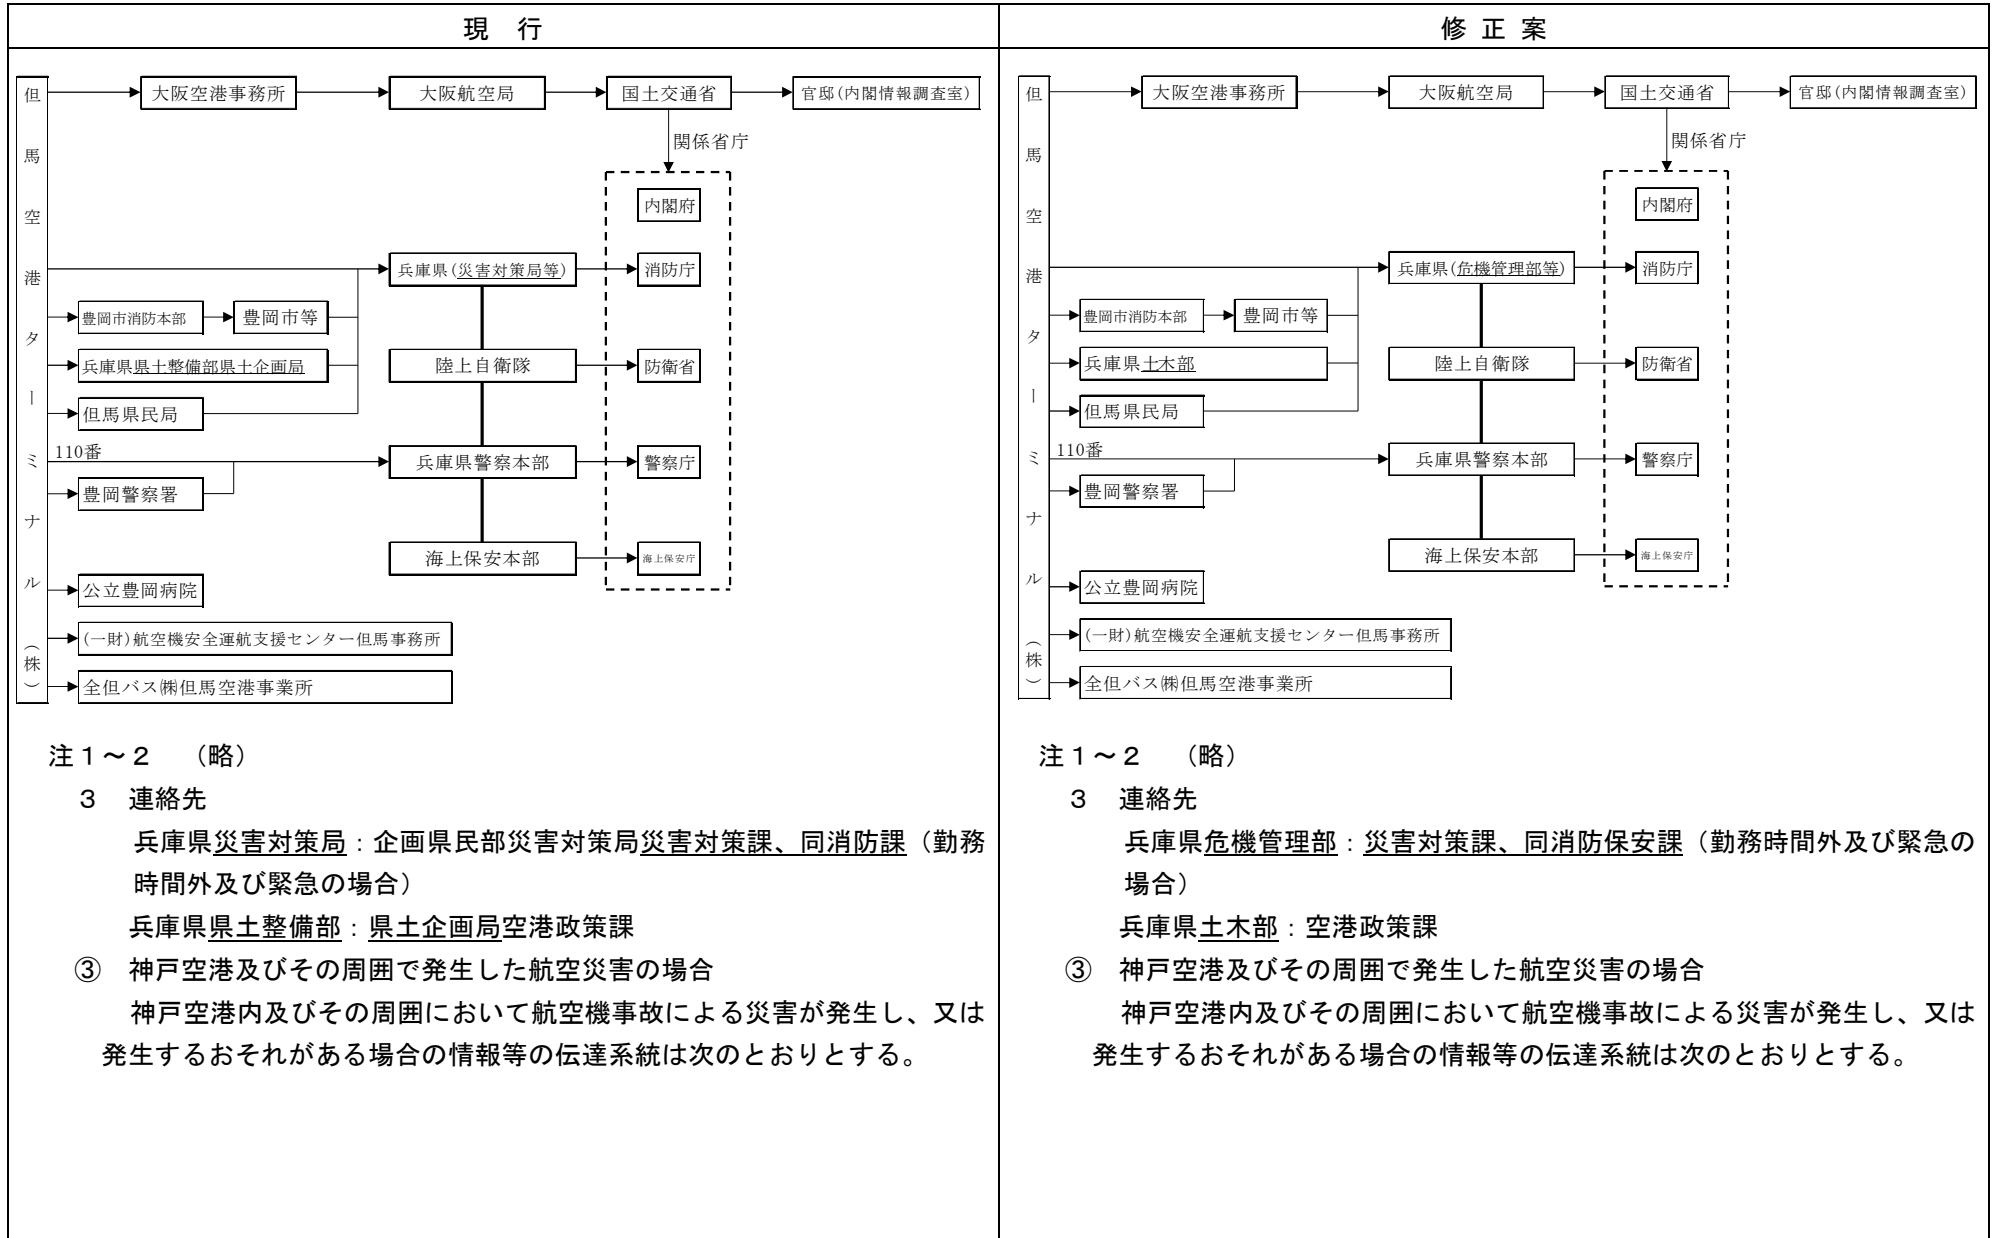 現 行
但馬空港ターミナル（株）
大阪空港事務所
大阪航空局
国土交通省
官邸(内閣情報調査室)
関係省庁
内閣府
兵庫県(災害対策局等)
消防庁
豊岡市消防本部
豊岡市等
兵庫県県土整備部県土企画局
陸上自衛隊
防衛省
但馬県民局
110番
兵庫県警察本部
警察庁
豊岡警察署
海上保安本部
海上保安庁
公立豊岡病院
(一財)航空機安全運航支援センター但馬事務所
全但バス㈱但馬空港事業所
注１～２ （略）
３ 連絡先
兵庫県災害対策局：企画県民部災害対策局災害対策課、同消防課（勤務
時間外及び緊急の場合）
兵庫県県土整備部：県土企画局空港政策課
③ 神戸空港及びその周囲で発生した航空災害の場合
神戸空港内及びその周囲において航空機事故による災害が発生し、又は
発生するおそれがある場合の情報等の伝達系統は次のとおりとする。
修 正 案
但馬空港ターミナル（株）
大阪空港事務所
大阪航空局
国土交通省
官邸(内閣情報調査室)
関係省庁
内閣府
兵庫県(危機管理部等)
消防庁
豊岡市消防本部
豊岡市等
兵庫県土木部
陸上自衛隊
防衛省
但馬県民局
110番
兵庫県警察本部
警察庁
豊岡警察署
海上保安本部
海上保安庁
公立豊岡病院
(一財)航空機安全運航支援センター但馬事務所
全但バス㈱但馬空港事業所
注１～２ （略）
３ 連絡先
兵庫県危機管理部：災害対策課、同消防保安課（勤務時間外及び緊急の
場合）
兵庫県土木部：空港政策課
③ 神戸空港及びその周囲で発生した航空災害の場合
神戸空港内及びその周囲において航空機事故による災害が発生し、又は
発生するおそれがある場合の情報等の伝達系統は次のとおりとする。